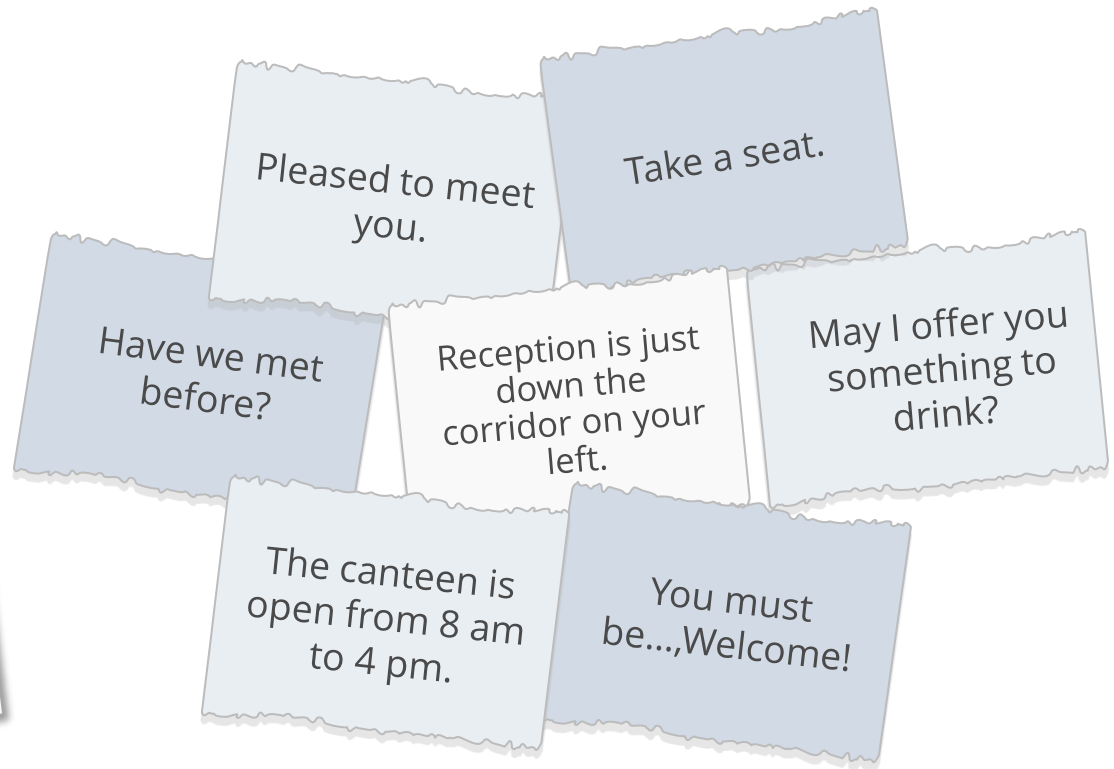 Pleased to meet
you.
Take a seat.
Have we met
before?
Reception is just
down the
corridor on your
left.
May I offer you
something to
drink?
The canteen is
open from 8 am
to 4 pm.
You must
be...,Welcome!